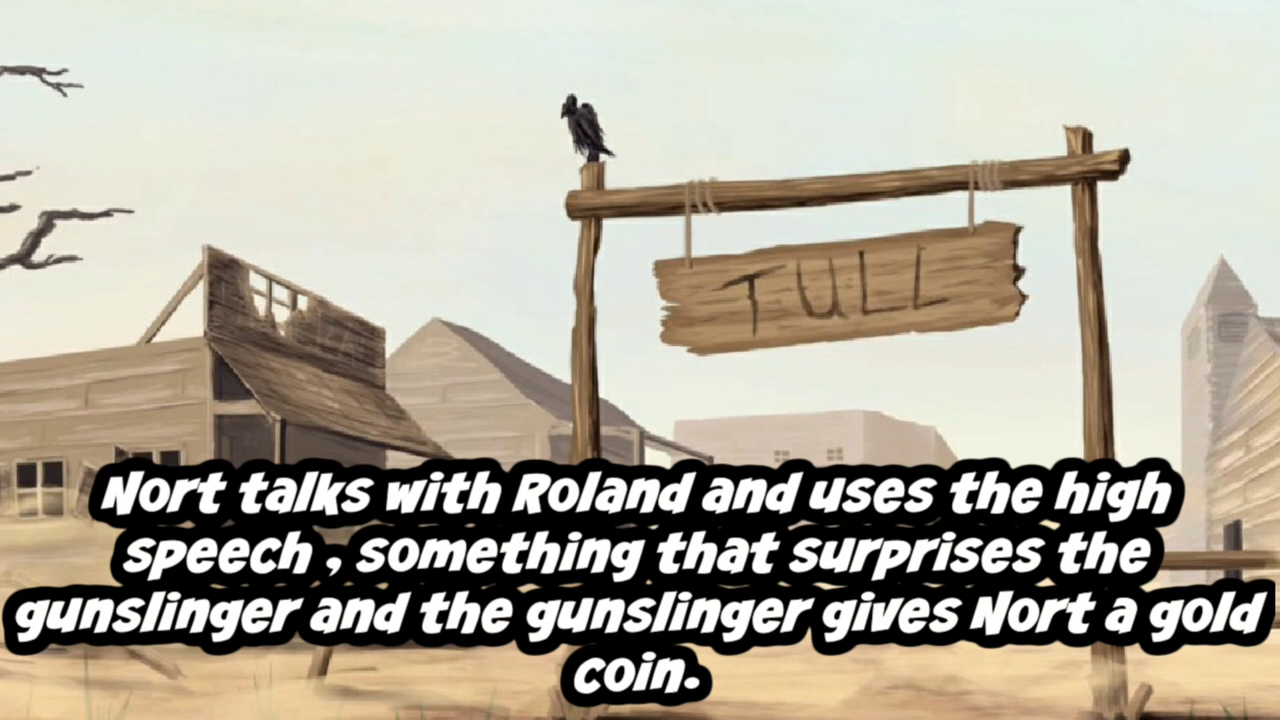 TULL
Nort talks with Roland and uses the high
speech , something that surprises the
gunslinger and the gunslinger gives Nort a gold
coin.